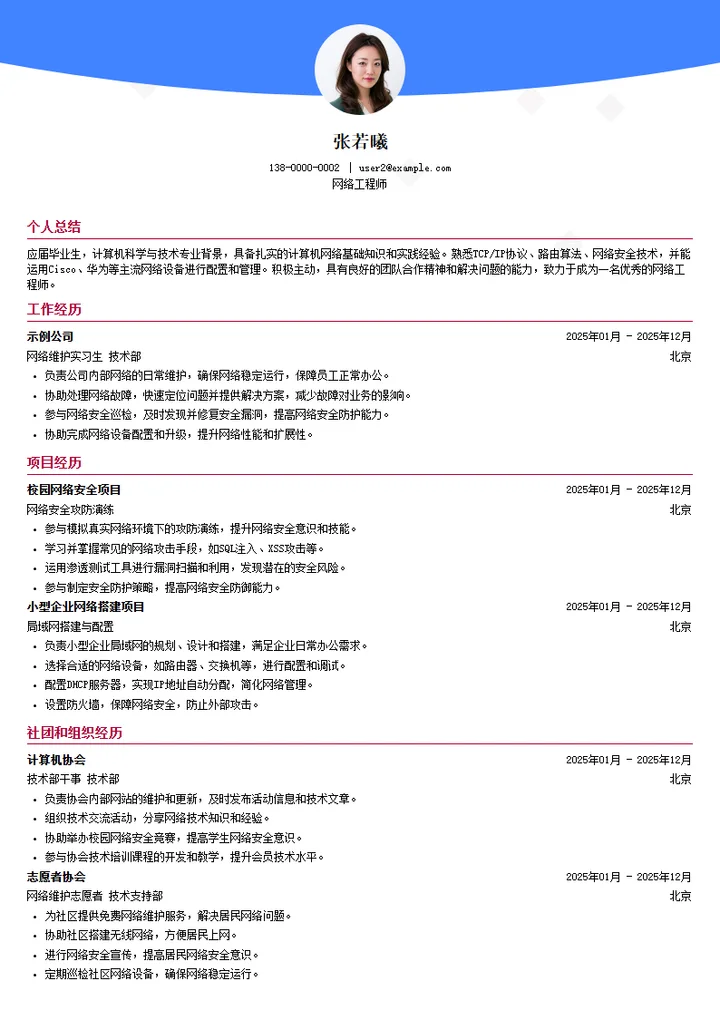 张若曦
138-0000-0002 | user2@example.com
网络工程师
个人总结
应届毕业生，计算机科学与技术专业背景，具备扎实的计算机网络基础知识和实践经验。熟悉TCP/IP协议、路由算法、网络安全技术，并能
运用Cisco、华为等主流网络设备进行配置和管理。积极主动，具有良好的团队合作精神和解决问题的能力，致力于成为一名优秀的网络工
程师。
工作经历
示例公司 2025年01月 - 2025年12月
网络维护实习生 技术部 北京
• 负责公司内部网络的日常维护，确保网络稳定运行，保障员工正常办公。
• 协助处理网络故障，快速定位问题并提供解决方案，减少故障对业务的影响。
• 参与网络安全巡检，及时发现并修复安全漏洞，提高网络安全防护能力。
• 协助完成网络设备配置和升级，提升网络性能和扩展性。
项目经历
校园网络安全项目 2025年01月 - 2025年12月
网络安全攻防演练 北京
• 参与模拟真实网络环境下的攻防演练，提升网络安全意识和技能。
• 学习并掌握常见的网络攻击手段，如SQL注入、XSS攻击等。
• 运用渗透测试工具进行漏洞扫描和利用，发现潜在的安全风险。
• 参与制定安全防护策略，提高网络安全防御能力。
小型企业网络搭建项目 2025年01月 - 2025年12月
局域网搭建与配置 北京
• 负责小型企业局域网的规划、设计和搭建，满足企业日常办公需求。
• 选择合适的网络设备，如路由器、交换机等，进行配置和调试。
• 配置DHCP服务器，实现IP地址自动分配，简化网络管理。
• 设置防火墙，保障网络安全，防止外部攻击。
社团和组织经历
计算机协会 2025年01月 - 2025年12月
技术部干事 技术部 北京
• 负责协会内部网站的维护和更新，及时发布活动信息和技术文章。
• 组织技术交流活动，分享网络技术知识和经验。
• 协助举办校园网络安全竞赛，提高学生网络安全意识。
• 参与协会技术培训课程的开发和教学，提升会员技术水平。
志愿者协会 2025年01月 - 2025年12月
网络维护志愿者 技术支持部 北京
• 为社区提供免费网络维护服务，解决居民网络问题。
• 协助社区搭建无线网络，方便居民上网。
• 进行网络安全宣传，提高居民网络安全意识。
• 定期巡检社区网络设备，确保网络稳定运行。